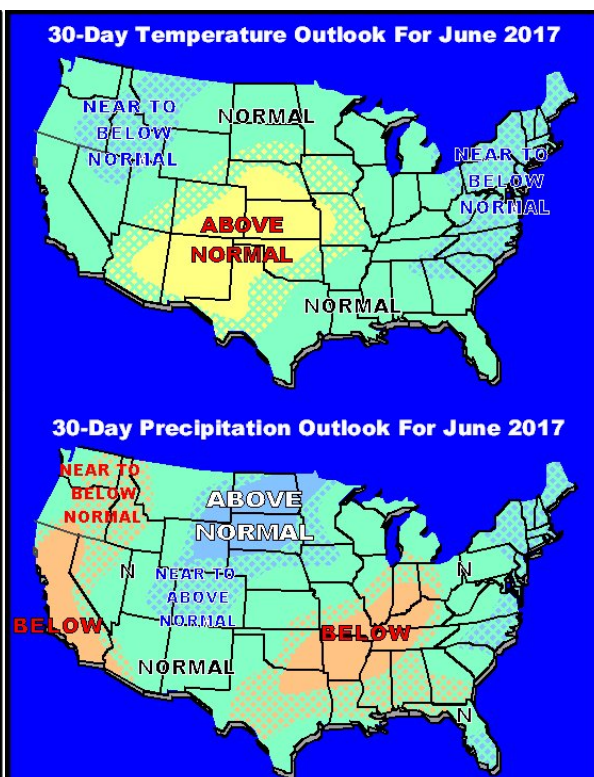 30-Day Temperature Outlook For June 2017
NEAR TO
BELOW
NORMAL
NORMAL
NEAR TO
BELOW
NORMAL
ABOVE
NORMAL
NORMAL
30-Day Precipitation Outlook For June 2017
NEAR TO
BELOW
NORMAL
ABOVE
NORMAL
N
NEAR TO
ABOVE
NORMAL
N
BELOW
BELOW
NORMAL
N